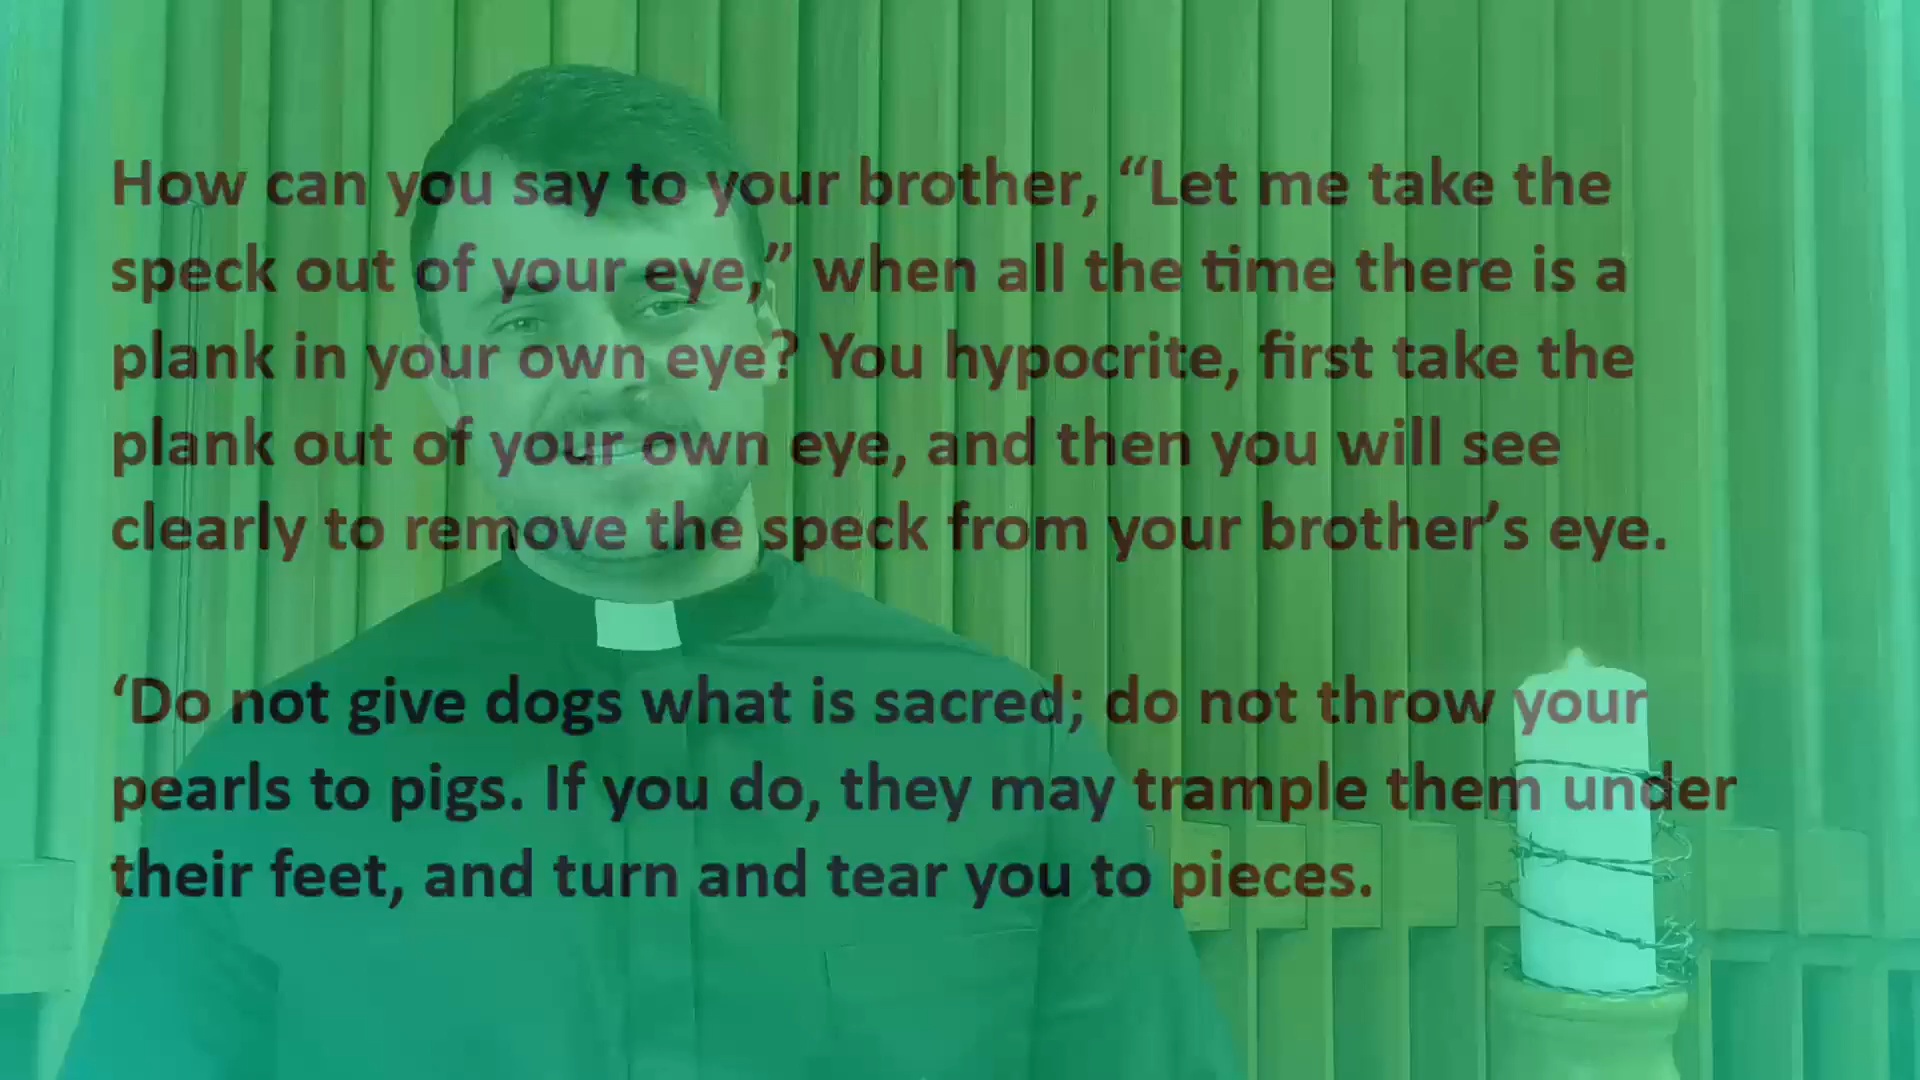 How can you say to your brother, “Let me take the
speck out of your eye,” when all the time there is a
plank in your own eye? You hypocrite, first take the
plank out of your own eye, and then you will see
clearly to remove the speck from your brother’s eye.
‘Do not give dogs what is sacred; do not throw your
pearls to pigs. If you do, they may trample them under
their feet, and turn and tear you to pieces.